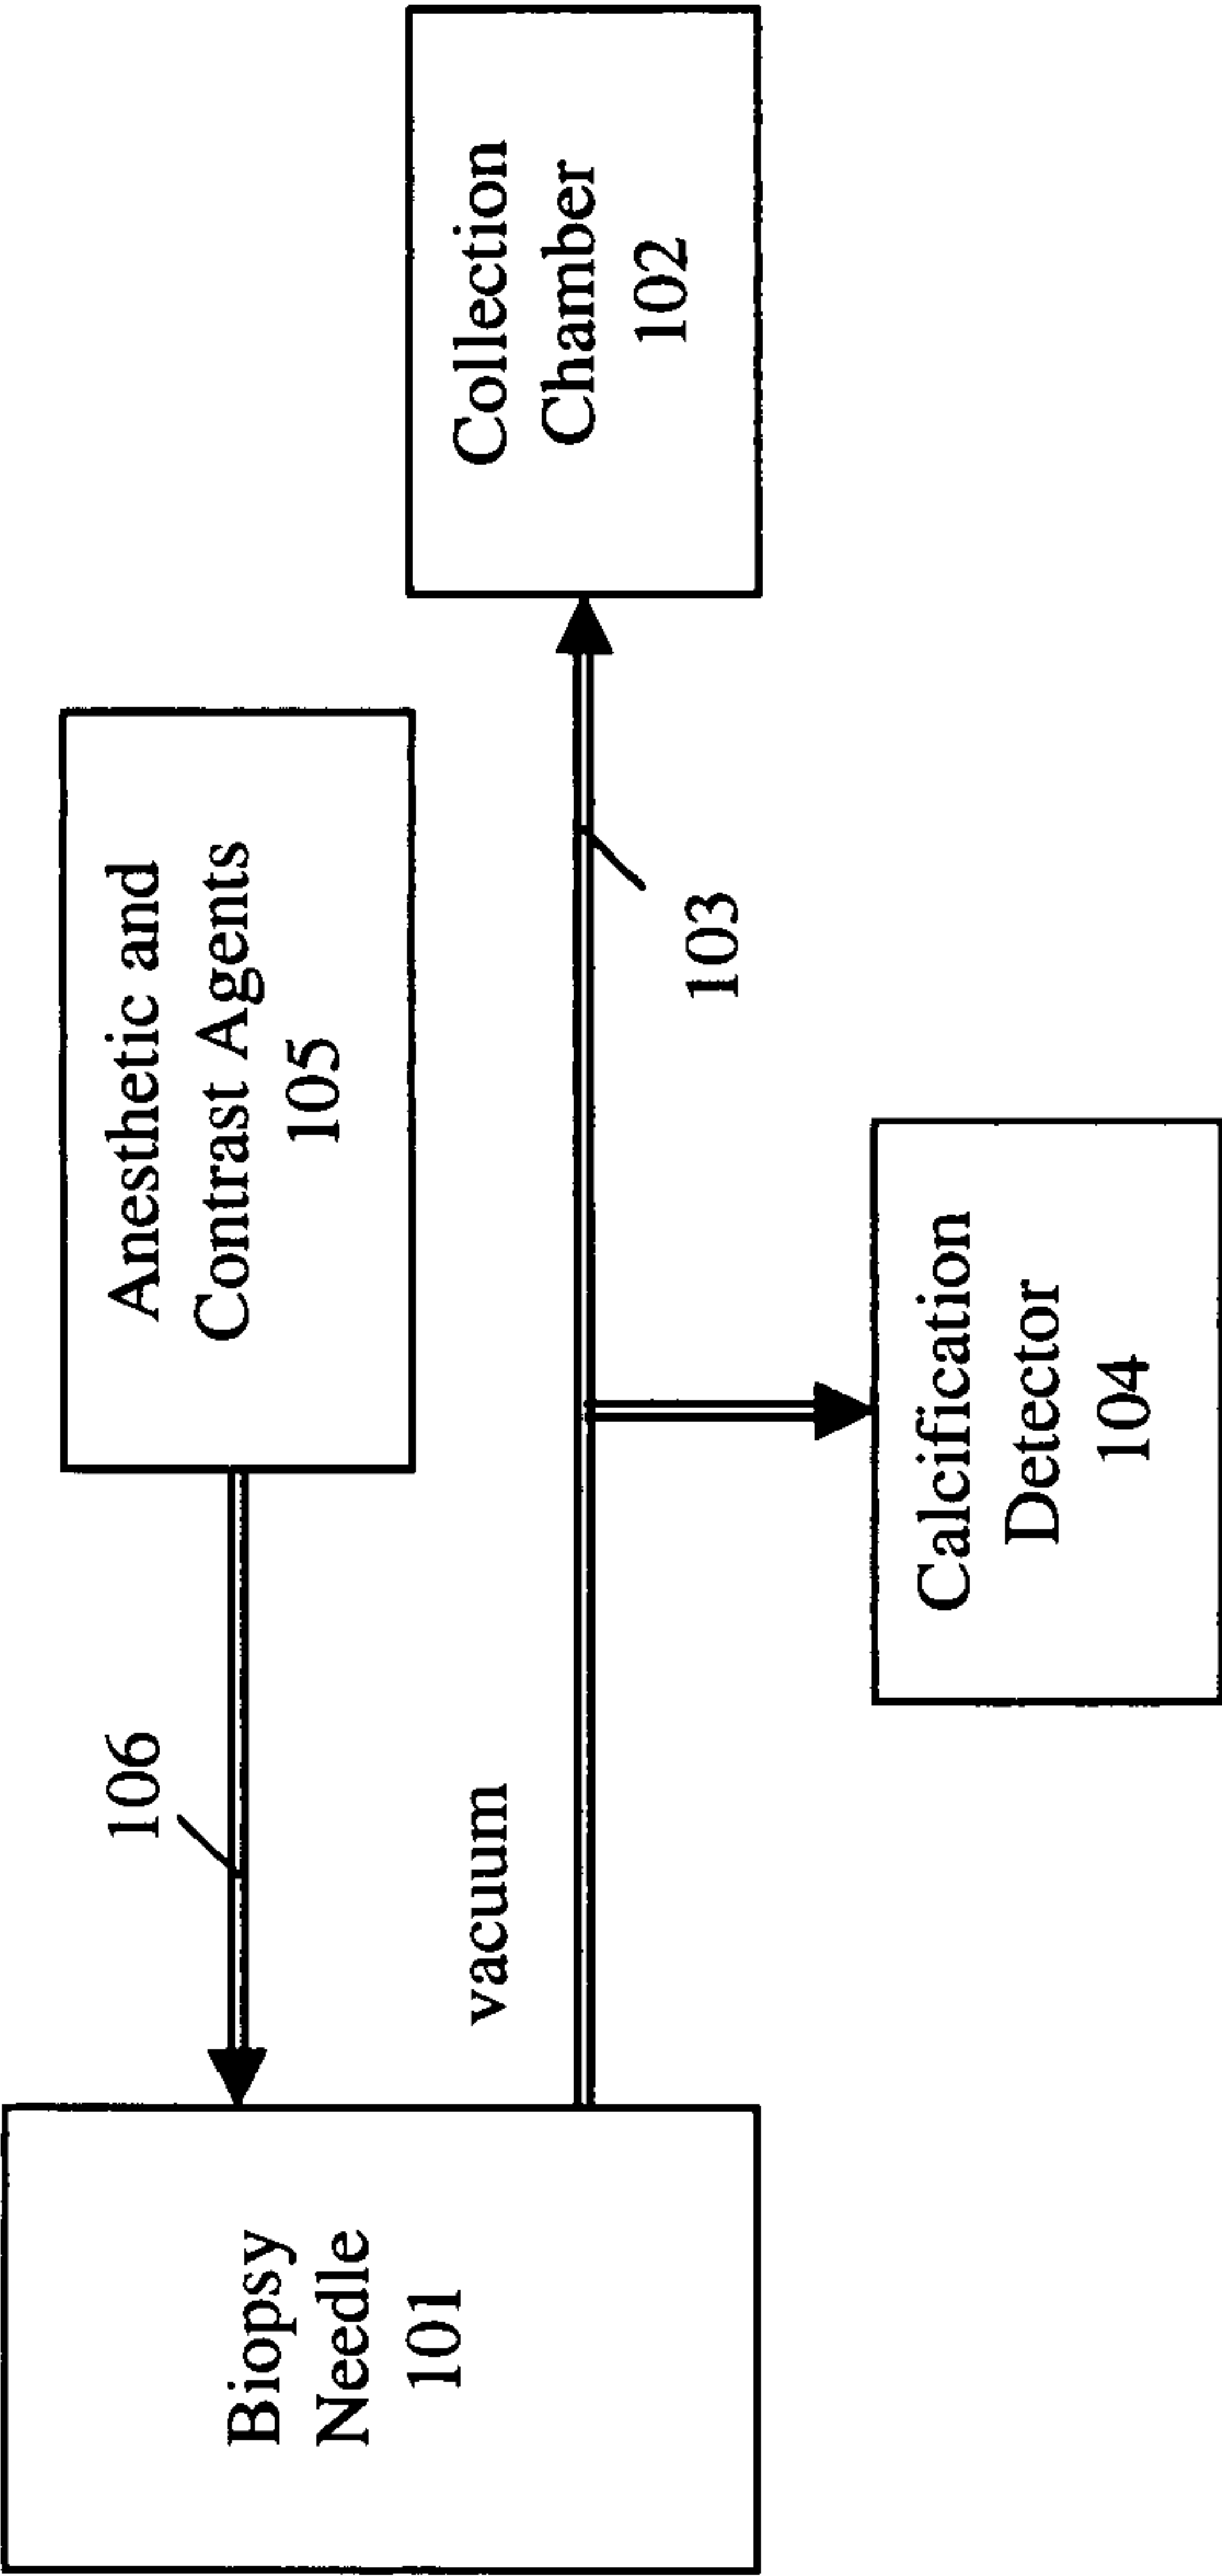 Anesthetic and
Contrast Agents
105
Biopsy
Needle
101
106
vacuum
Collection
Chamber
102
103
Calcification
Detector
104